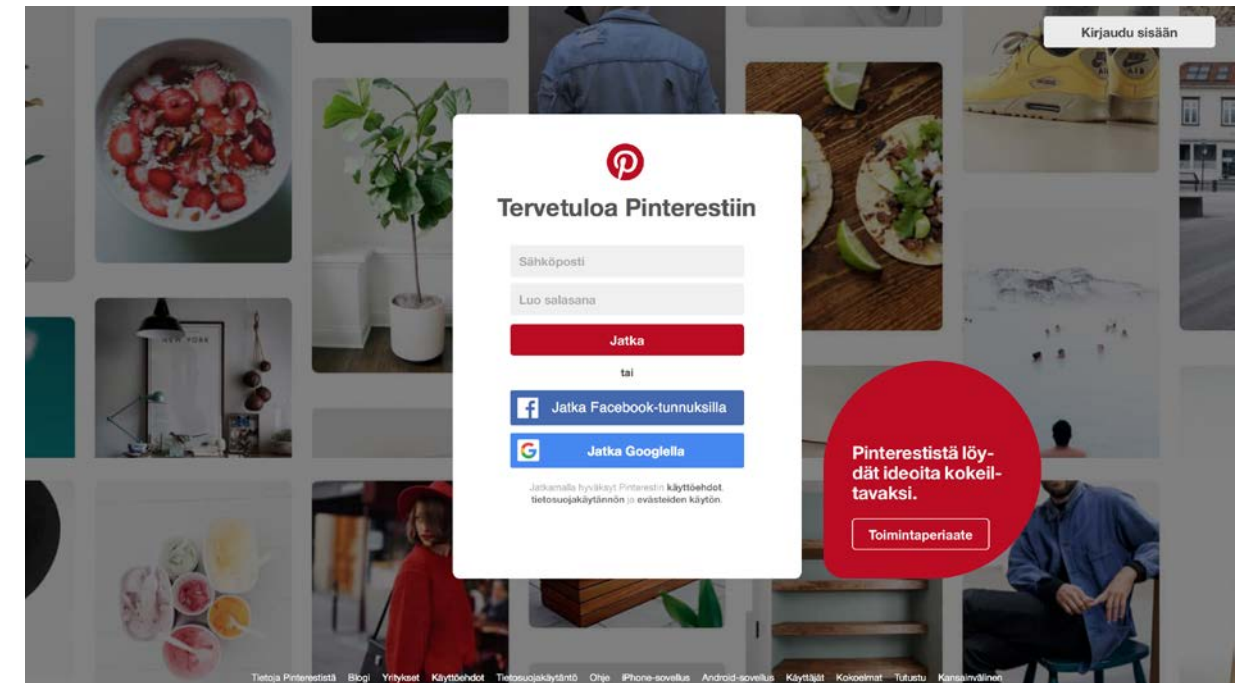 Kirjaudu sisään
Tervetuloa Pinterestiin
Sähköposti
Luo salasana
Jatka
tai
Jatka Facebook-tunnuksilla
Jatka Googlella
Jatkamalla hyväksyt Pinterestin käyttöehdot,
tietosuojakäytännön ja evästeiden käytön.
Pinterestistä löy-
dät ideoita kokeil-
tavaksi.
Toimintaperiaate
NEW YORK
Tietoja Pinterestistä Blogi Yritykset Käyttöehdot Tietosuojakäytäntö Ohje iPhone-sovellus Android-sovellus Käyttäjät Kokoelmat Tutustu Kansainvälinen